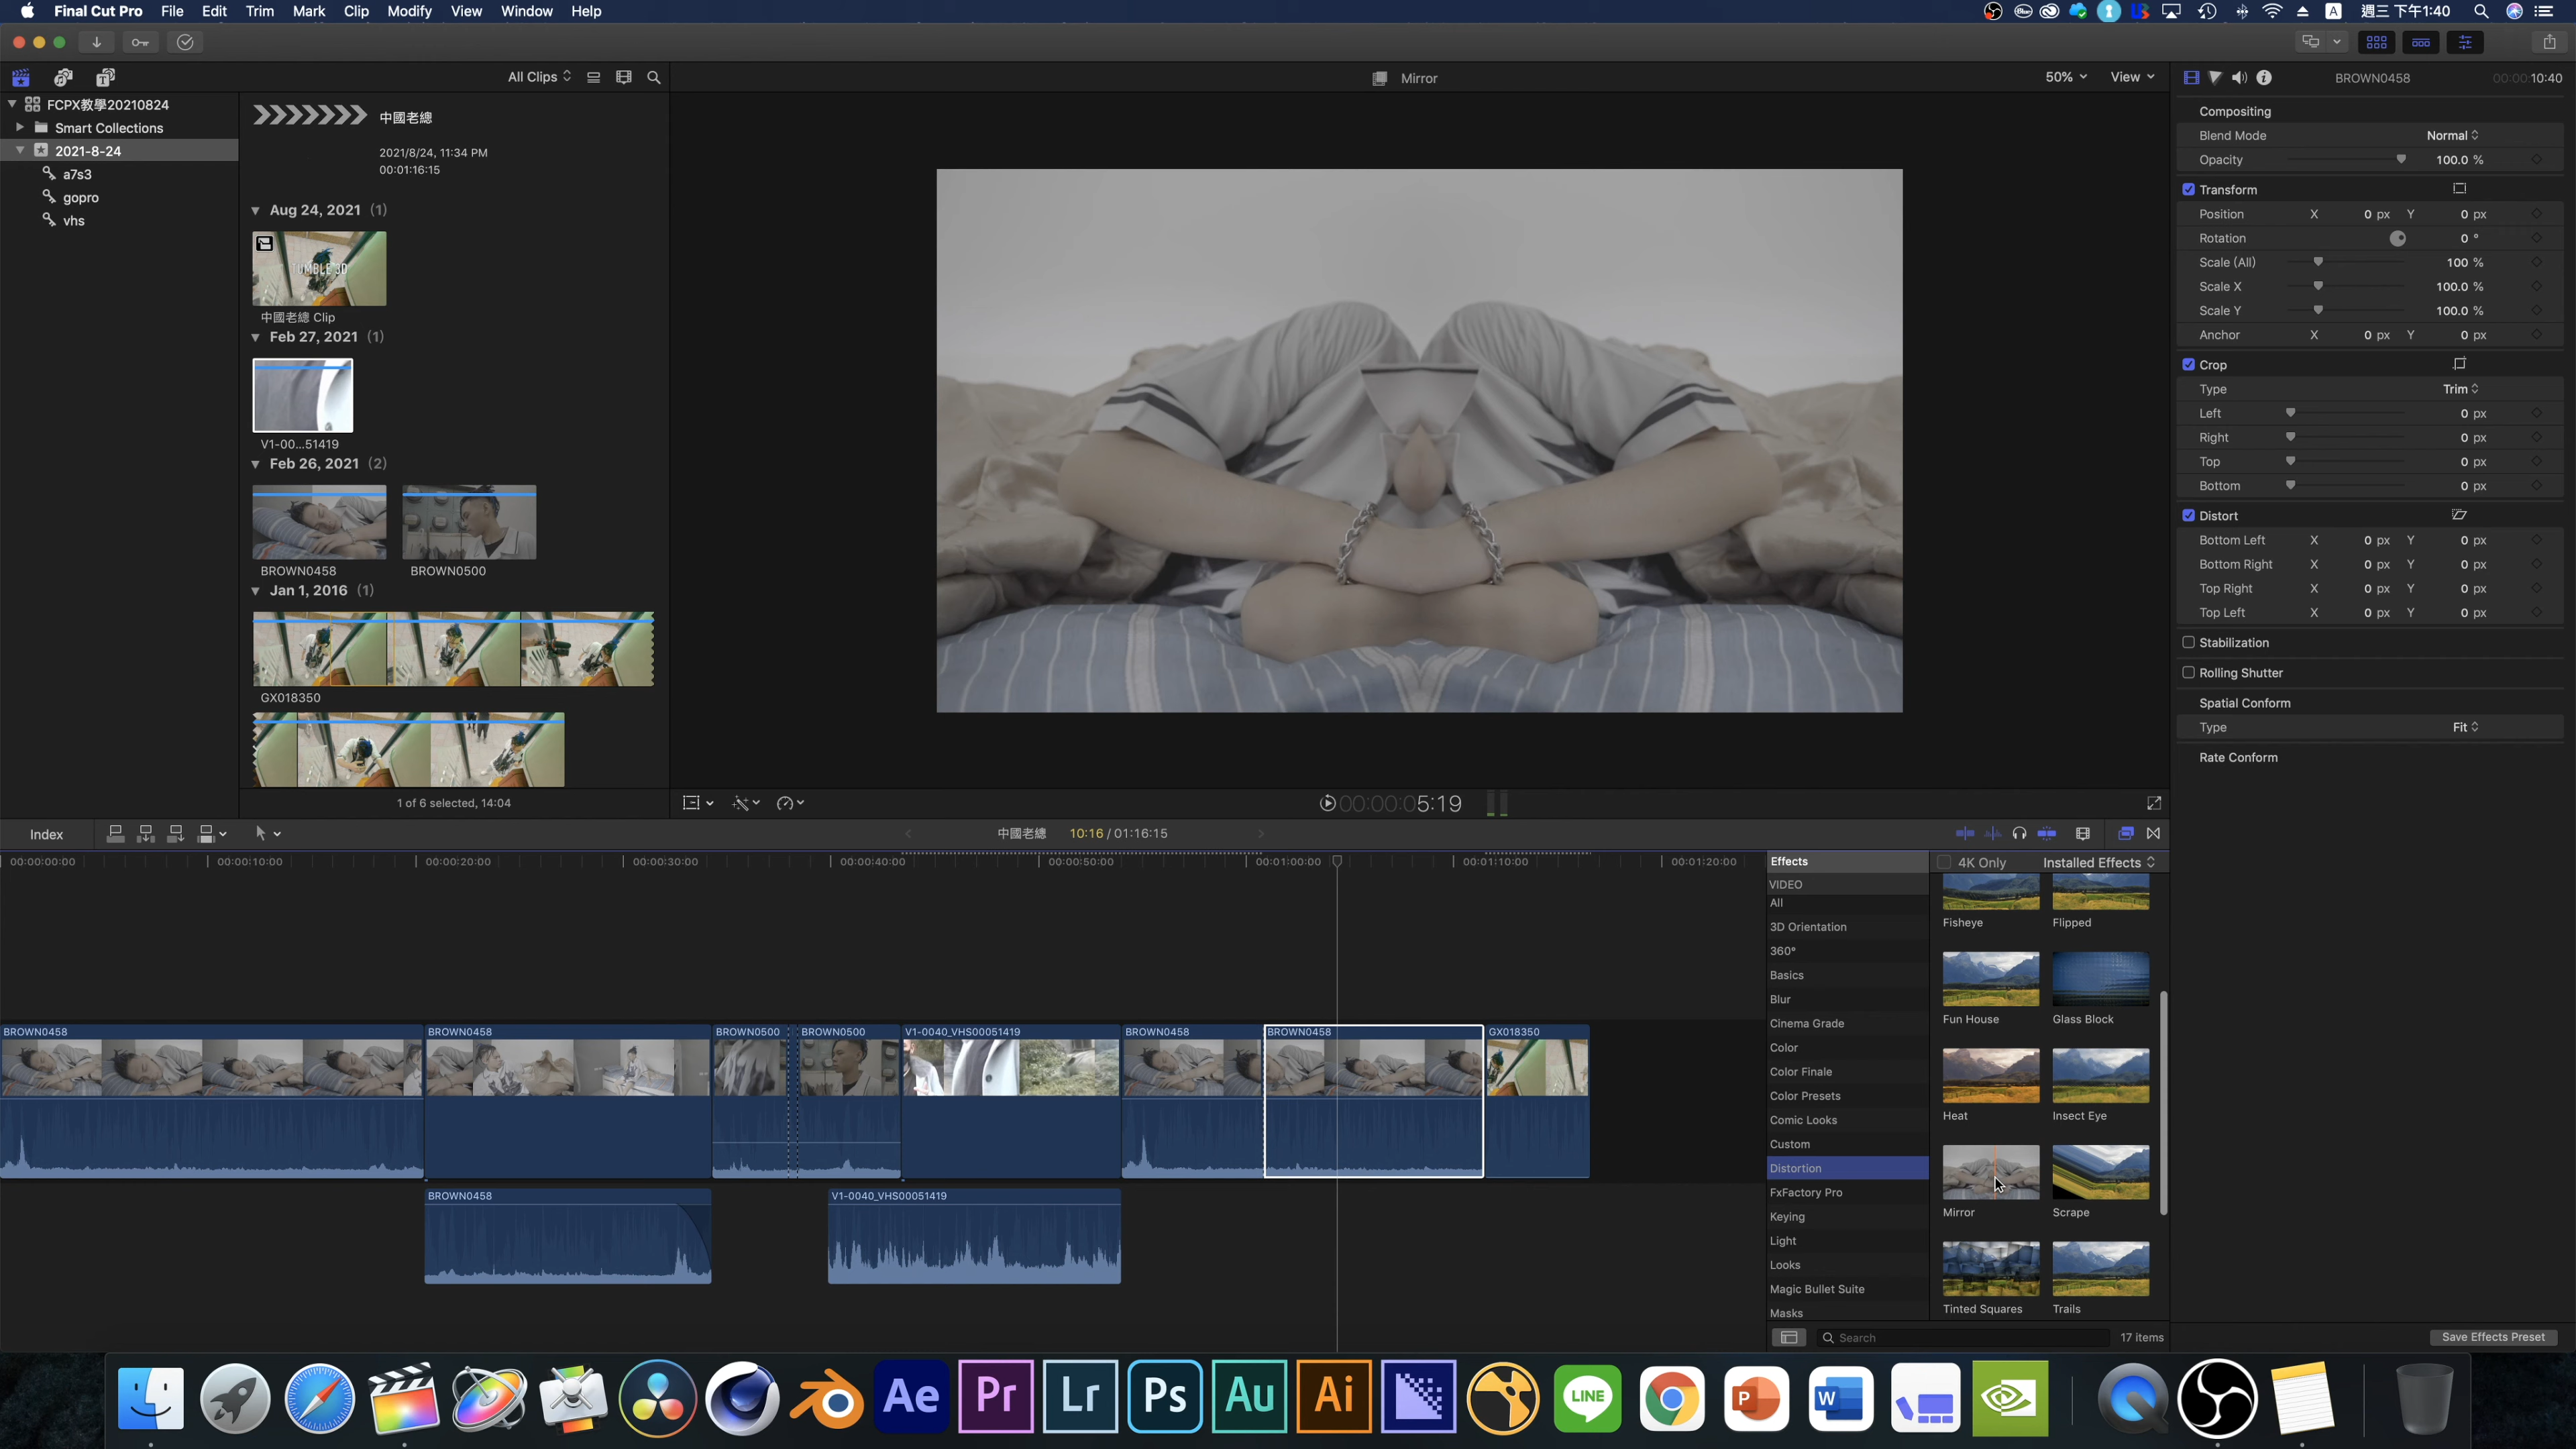 Final Cut Pro File Edit Trim Mark Clip Modify View Window Help
A 週三 下午1:40
All Clips
Mirror
50% View
BROWN0458 00:00:10:40
FCPX教學20210824
Smart Collections
2021-8-24
a7s3
gopro
vhs
中國老總
2021/8/24, 11:34 PM
00:01:16:15
Aug 24, 2021 (1)
TUMBLE 3D
中國老總 Clip
Feb 27, 2021 (1)
V1-00...51419
Feb 26, 2021 (2)
BROWN0458 BROWN0500
Jan 1, 2016 (1)
GX018350
1 of 6 selected, 14:04
00:00:05:19
Compositing
Blend Mode Normal
Opacity 100.0 %
Transform
Position X 0 px Y 0 px
Rotation 0 °
Scale (All) 100 %
Scale X 100.0 %
Scale Y 100.0 %
Anchor X 0 px Y 0 px
Crop
Type Trim
Left 0 px
Right 0 px
Top 0 px
Bottom 0 px
Distort
Bottom Left X 0 px Y 0 px
Bottom Right X 0 px Y 0 px
Top Right X 0 px Y 0 px
Top Left X 0 px Y 0 px
Stabilization
Rolling Shutter
Spatial Conform
Type Fit
Rate Conform
Index
中國老總 10:16 / 01:16:15
00:00:00:00 00:00:10:00 00:00:20:00 00:00:30:00 00:00:40:00 00:00:50:00 00:01:00:00 00:01:10:00 00:01:20:00
BROWN0458 BROWN0458 BROWN0500 BROWN0500 V1-0040_VHS00051419 BROWN0458 BROWN0458 GX018350
BROWN0458 V1-0040_VHS00051419
Effects
VIDEO
All
3D Orientation
360°
Basics
Blur
Cinema Grade
Color
Color Finale
Color Presets
Comic Looks
Custom
Distortion
FxFactory Pro
Keying
Light
Looks
Magic Bullet Suite
Masks
4K Only Installed Effects
Fisheye Flipped
Fun House Glass Block
Heat Insect Eye
Mirror Scrape
Tinted Squares Trails
Search 17 items
Save Effects Preset
Ae Pr Lr Ps Au Ai LINE P W